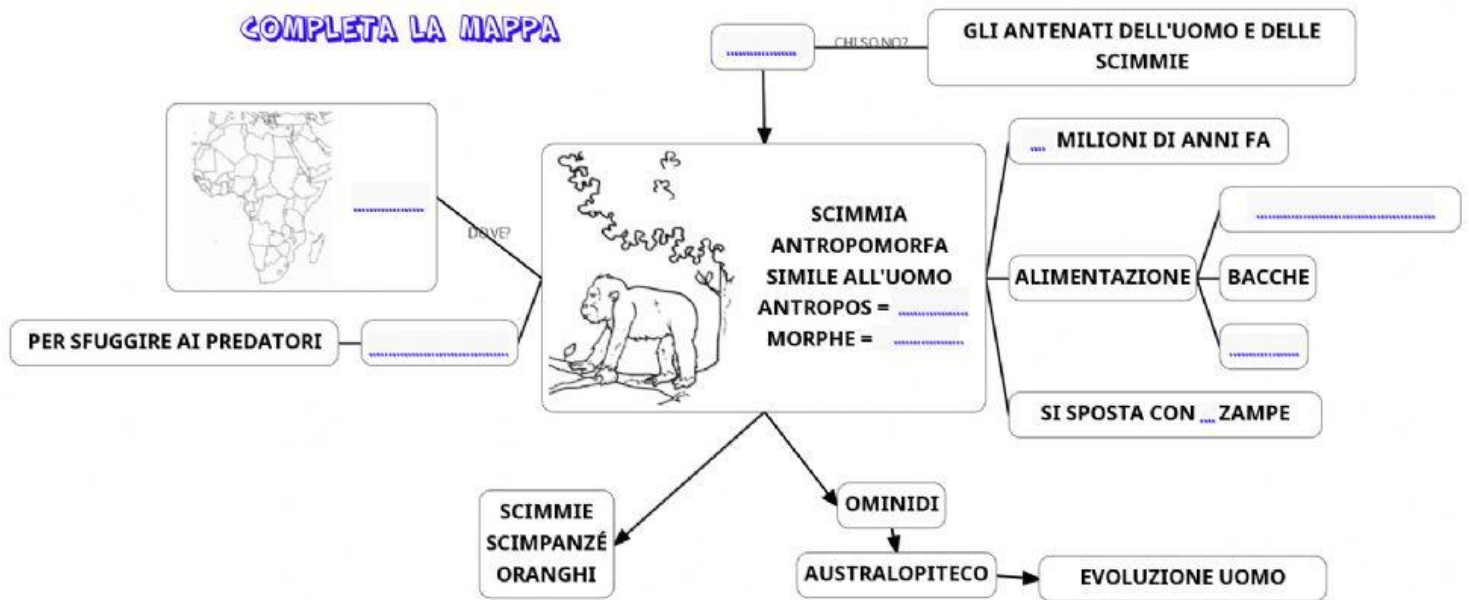 COMPLETA LA MAPPA
CHI SONO?
GLI ANTENATI DELL'UOMO E DELLE
SCIMMIE
.... MILIONI DI ANNI FA
DOVE?
SCIMMIA
ANTROPOMORFA
SIMILE ALL'UOMO
ANTROPOS = ..................
MORPHE = ..................
ALIMENTAZIONE
BACCHE
PER SFUGGIRE AI PREDATORI
SI SPOSTA CON .... ZAMPE
SCIMMIE
SCIMPANZÉ
ORANGHI
OMINIDI
AUSTRALOPITECO
EVOLUZIONE UOMO